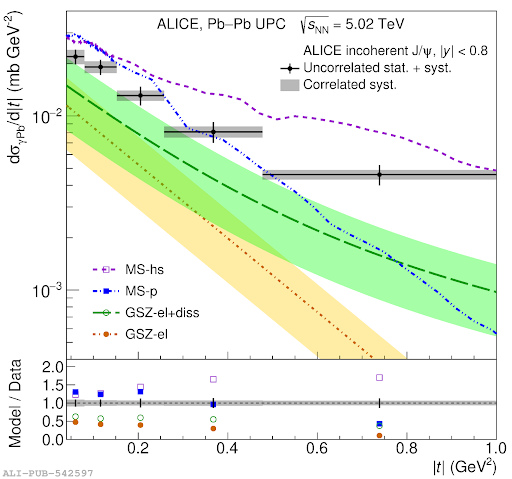 ALICE, Pb−Pb UPC √sNN = 5.02 TeV
ALICE incoherent J/ψ, |y| < 0.8
Uncorrelated stat. + syst.
Correlated syst.
dσγPb/d|t| (mb GeV−2)
10−2
10−3
MS-hs
MS-p
GSZ-el+diss
GSZ-el
Model / Data
2.0
1.5
1.0
0.5
0.0
0.2
0.4
0.6
0.8
1.0
|t| (GeV2)
ALI-PUB-542597